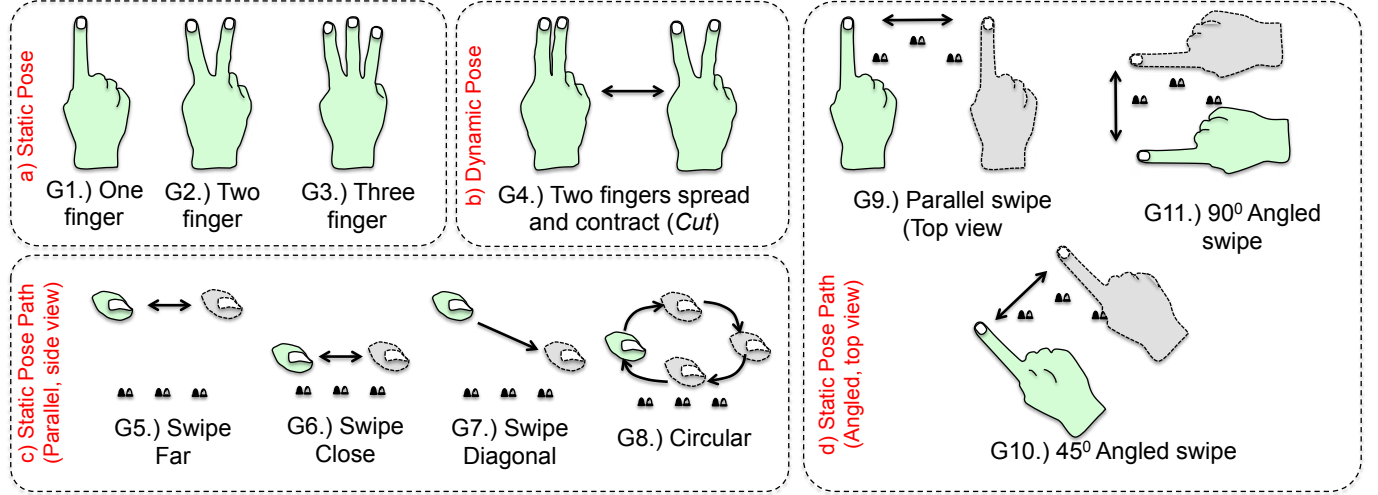 a) Static Pose
G1.) One
finger
G2.) Two
finger
G3.) Three
finger
b) Dynamic Pose
G4.) Two fingers spread
and contract (Cut)
c) Static Pose Path
(Parallel, side view)
G5.) Swipe
Far
G6.) Swipe
Close
G7.) Swipe
Diagonal
G8.) Circular
d) Static Pose Path
(Angled, top view)
G9.) Parallel swipe
(Top view
G11.) 90⁰ Angled
swipe
G10.) 45⁰ Angled swipe